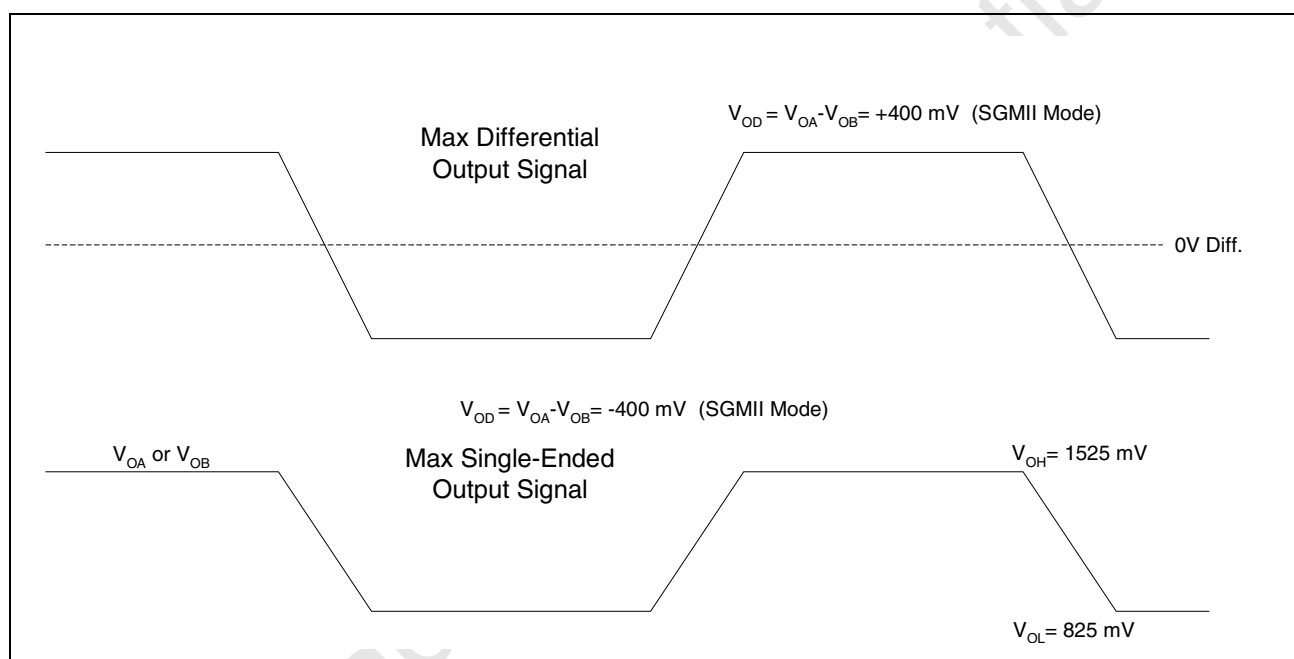 V_OD = V_OA-V_OB= +400 mV (SGMII Mode)
Max Differential
Output Signal
0V Diff.
V_OD = V_OA-V_OB= -400 mV (SGMII Mode)
V_OA or V_OB
Max Single-Ended
Output Signal
V_OH= 1525 mV
V_OL= 825 mV